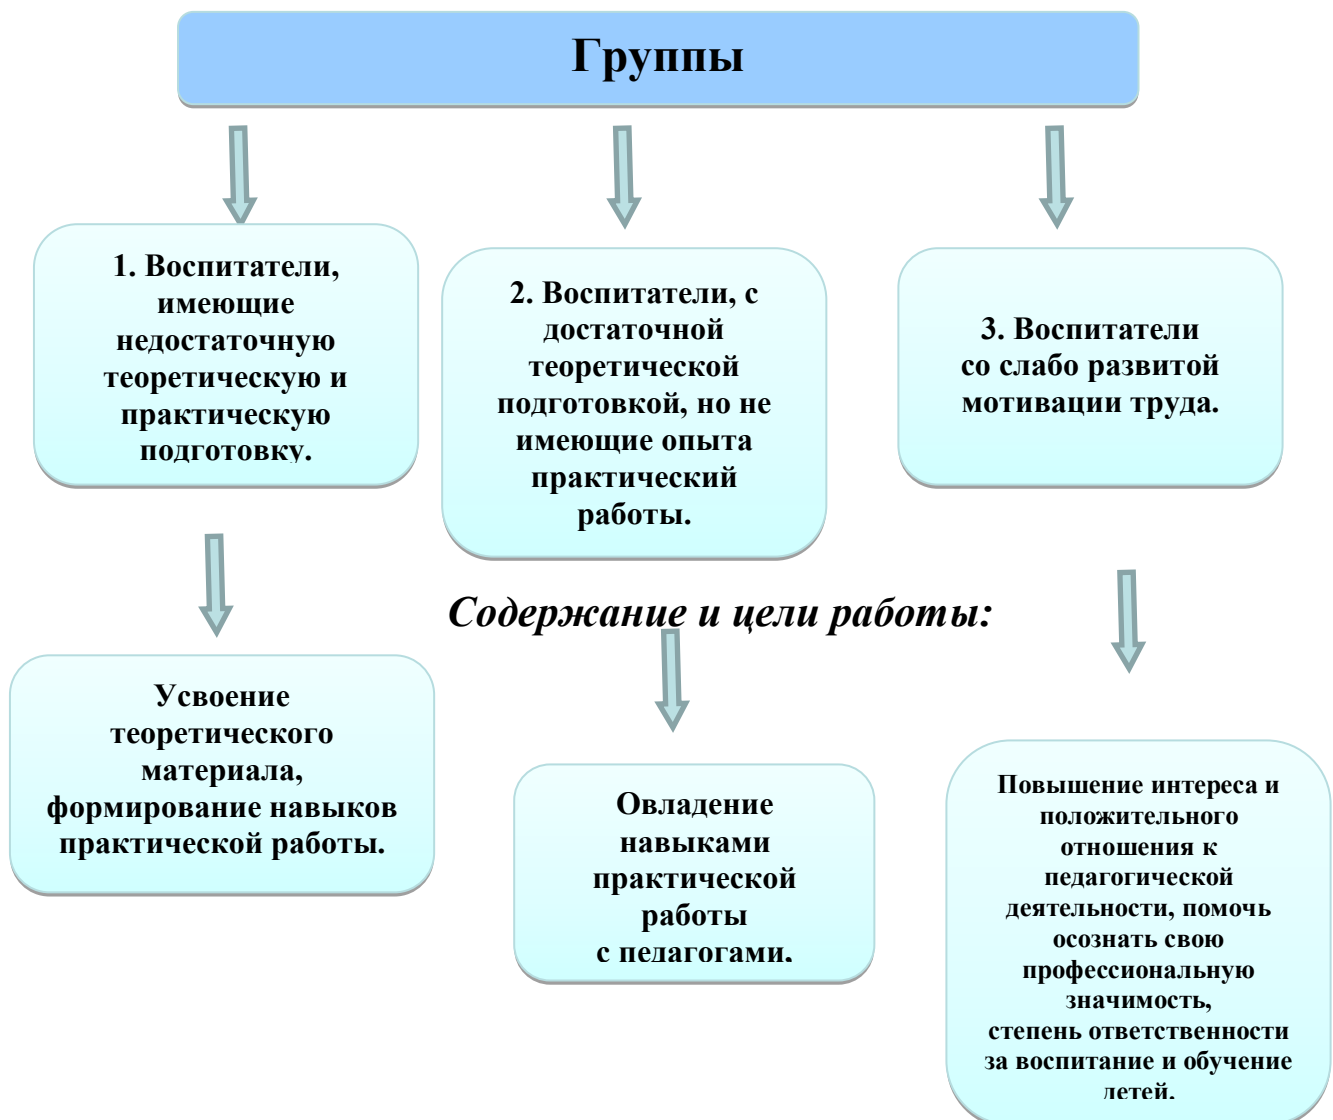 Группы
1. Воспитатели,
имеющие
недостаточную
теоретическую и
практическую
подготовку.
2. Воспитатели, с
достаточной
теоретической
подготовкой, но не
имеющие опыта
практический
работы.
3. Воспитатели
со слабо развитой
мотивации труда.
Содержание и цели работы:
Усвоение
теоретического
материала,
формирование навыков
практической работы.
Овладение
навыками
практической
работы
с педагогами,
Повышение интереса и
положительного
отношения к
педагогической
деятельности, помочь
осознать свою
профессиональную
значимость,
степень ответственности
за воспитание и обучение
детей.